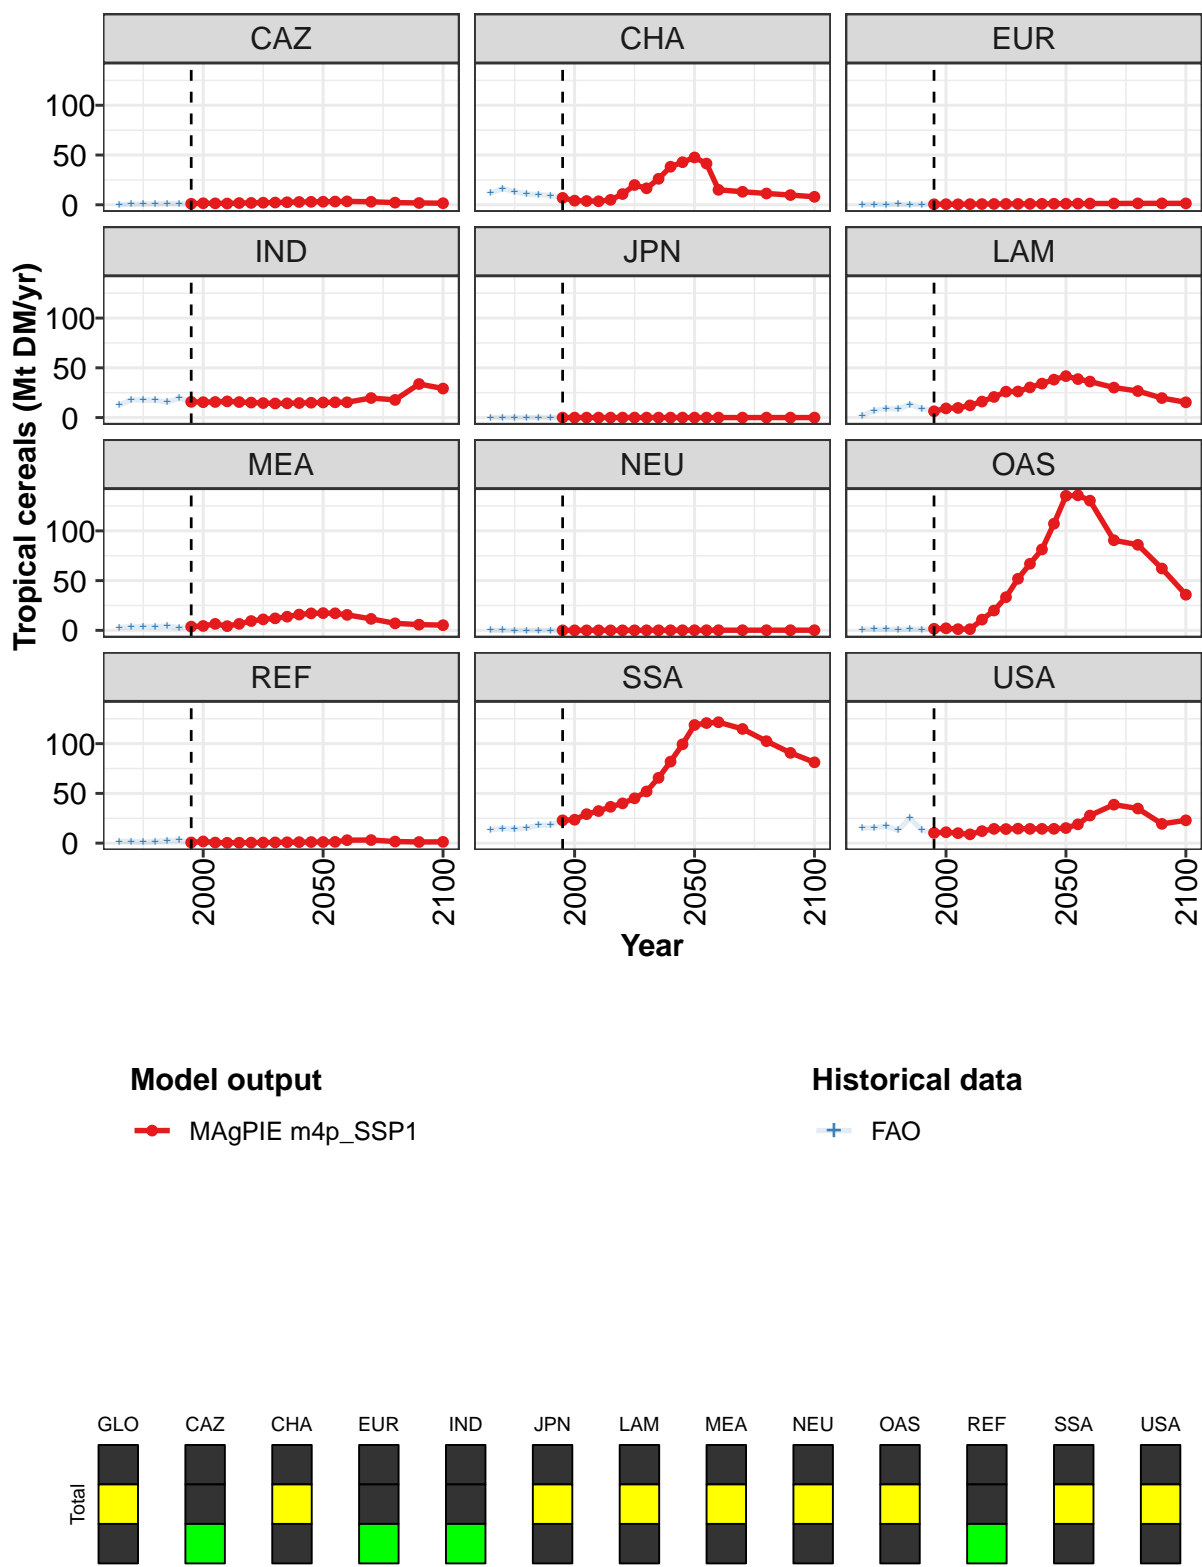 CAZ CHA EUR
100
50
0
IND JPN LAM
100
50
0
MEA NEU OAS
100
50
0
REF SSA USA
100
50
0
Tropical cereals (Mt DM/yr)
2000 2050 2100 2000 2050 2100 2000 2050 2100
Year
Model output Historical data
MAgPIE m4p_SSP1 FAO
GLO CAZ CHA EUR IND JPN LAM MEA NEU OAS REF SSA USA
Total